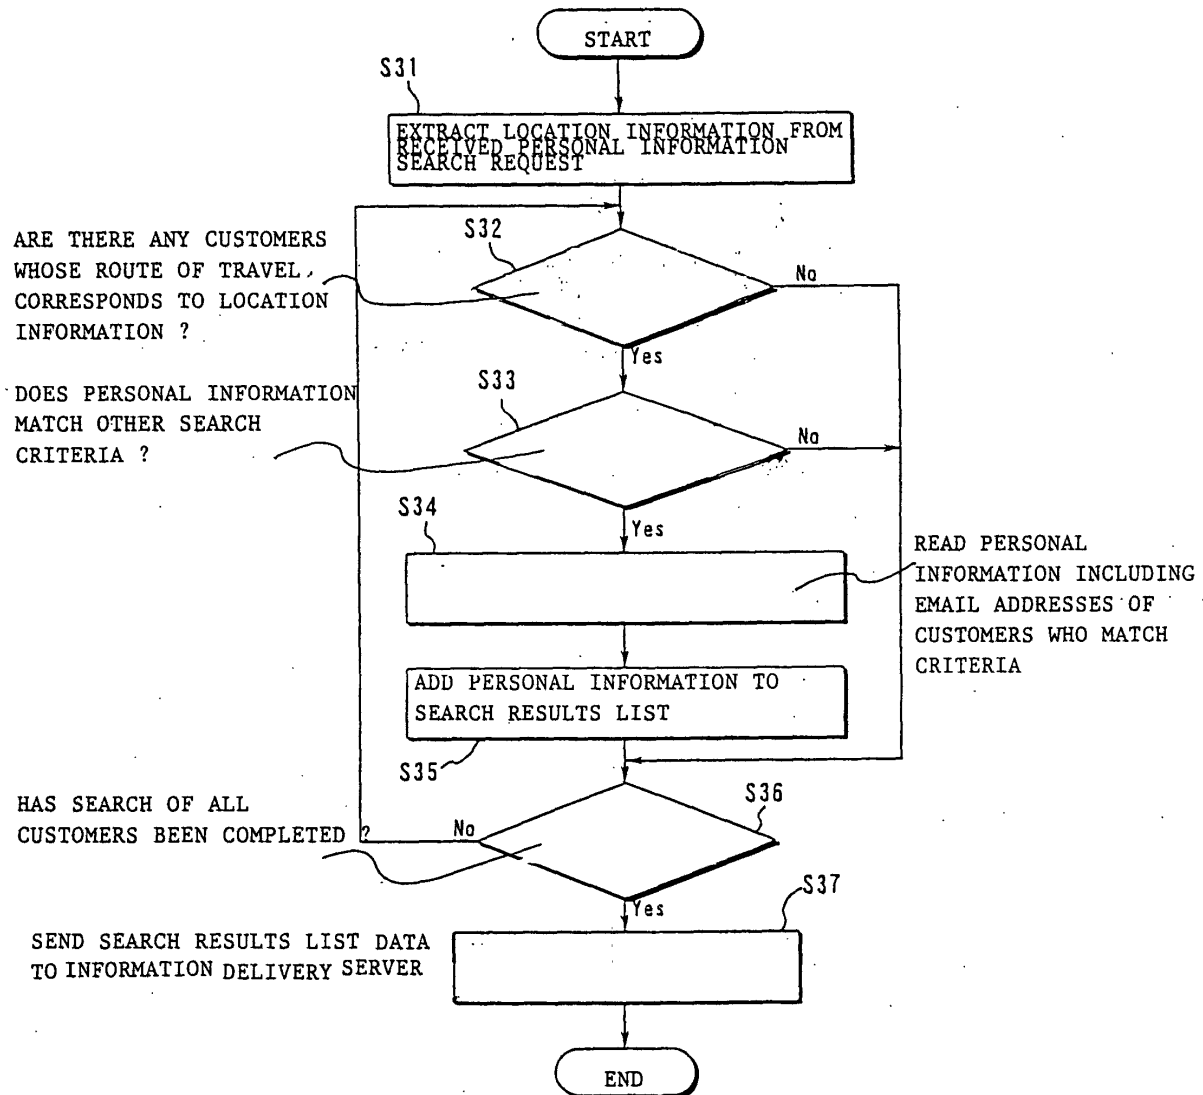 START
S31
EXTRACT LOCATION INFORMATION FROM
RECEIVED PERSONAL INFORMATION
SEARCH REQUEST
ARE THERE ANY CUSTOMERS
WHOSE ROUTE OF TRAVEL
CORRESPONDS TO LOCATION
INFORMATION ?
S32
No
Yes
DOES PERSONAL INFORMATION
MATCH OTHER SEARCH
CRITERIA ?
S33
No
Yes
S34
READ PERSONAL
INFORMATION INCLUDING
EMAIL ADDRESSES OF
CUSTOMERS WHO MATCH
CRITERIA
ADD PERSONAL INFORMATION TO
SEARCH RESULTS LIST
S35
HAS SEARCH OF ALL
CUSTOMERS BEEN COMPLETED ?
No
S36
Yes
S37
SEND SEARCH RESULTS LIST DATA
TO INFORMATION DELIVERY SERVER
END